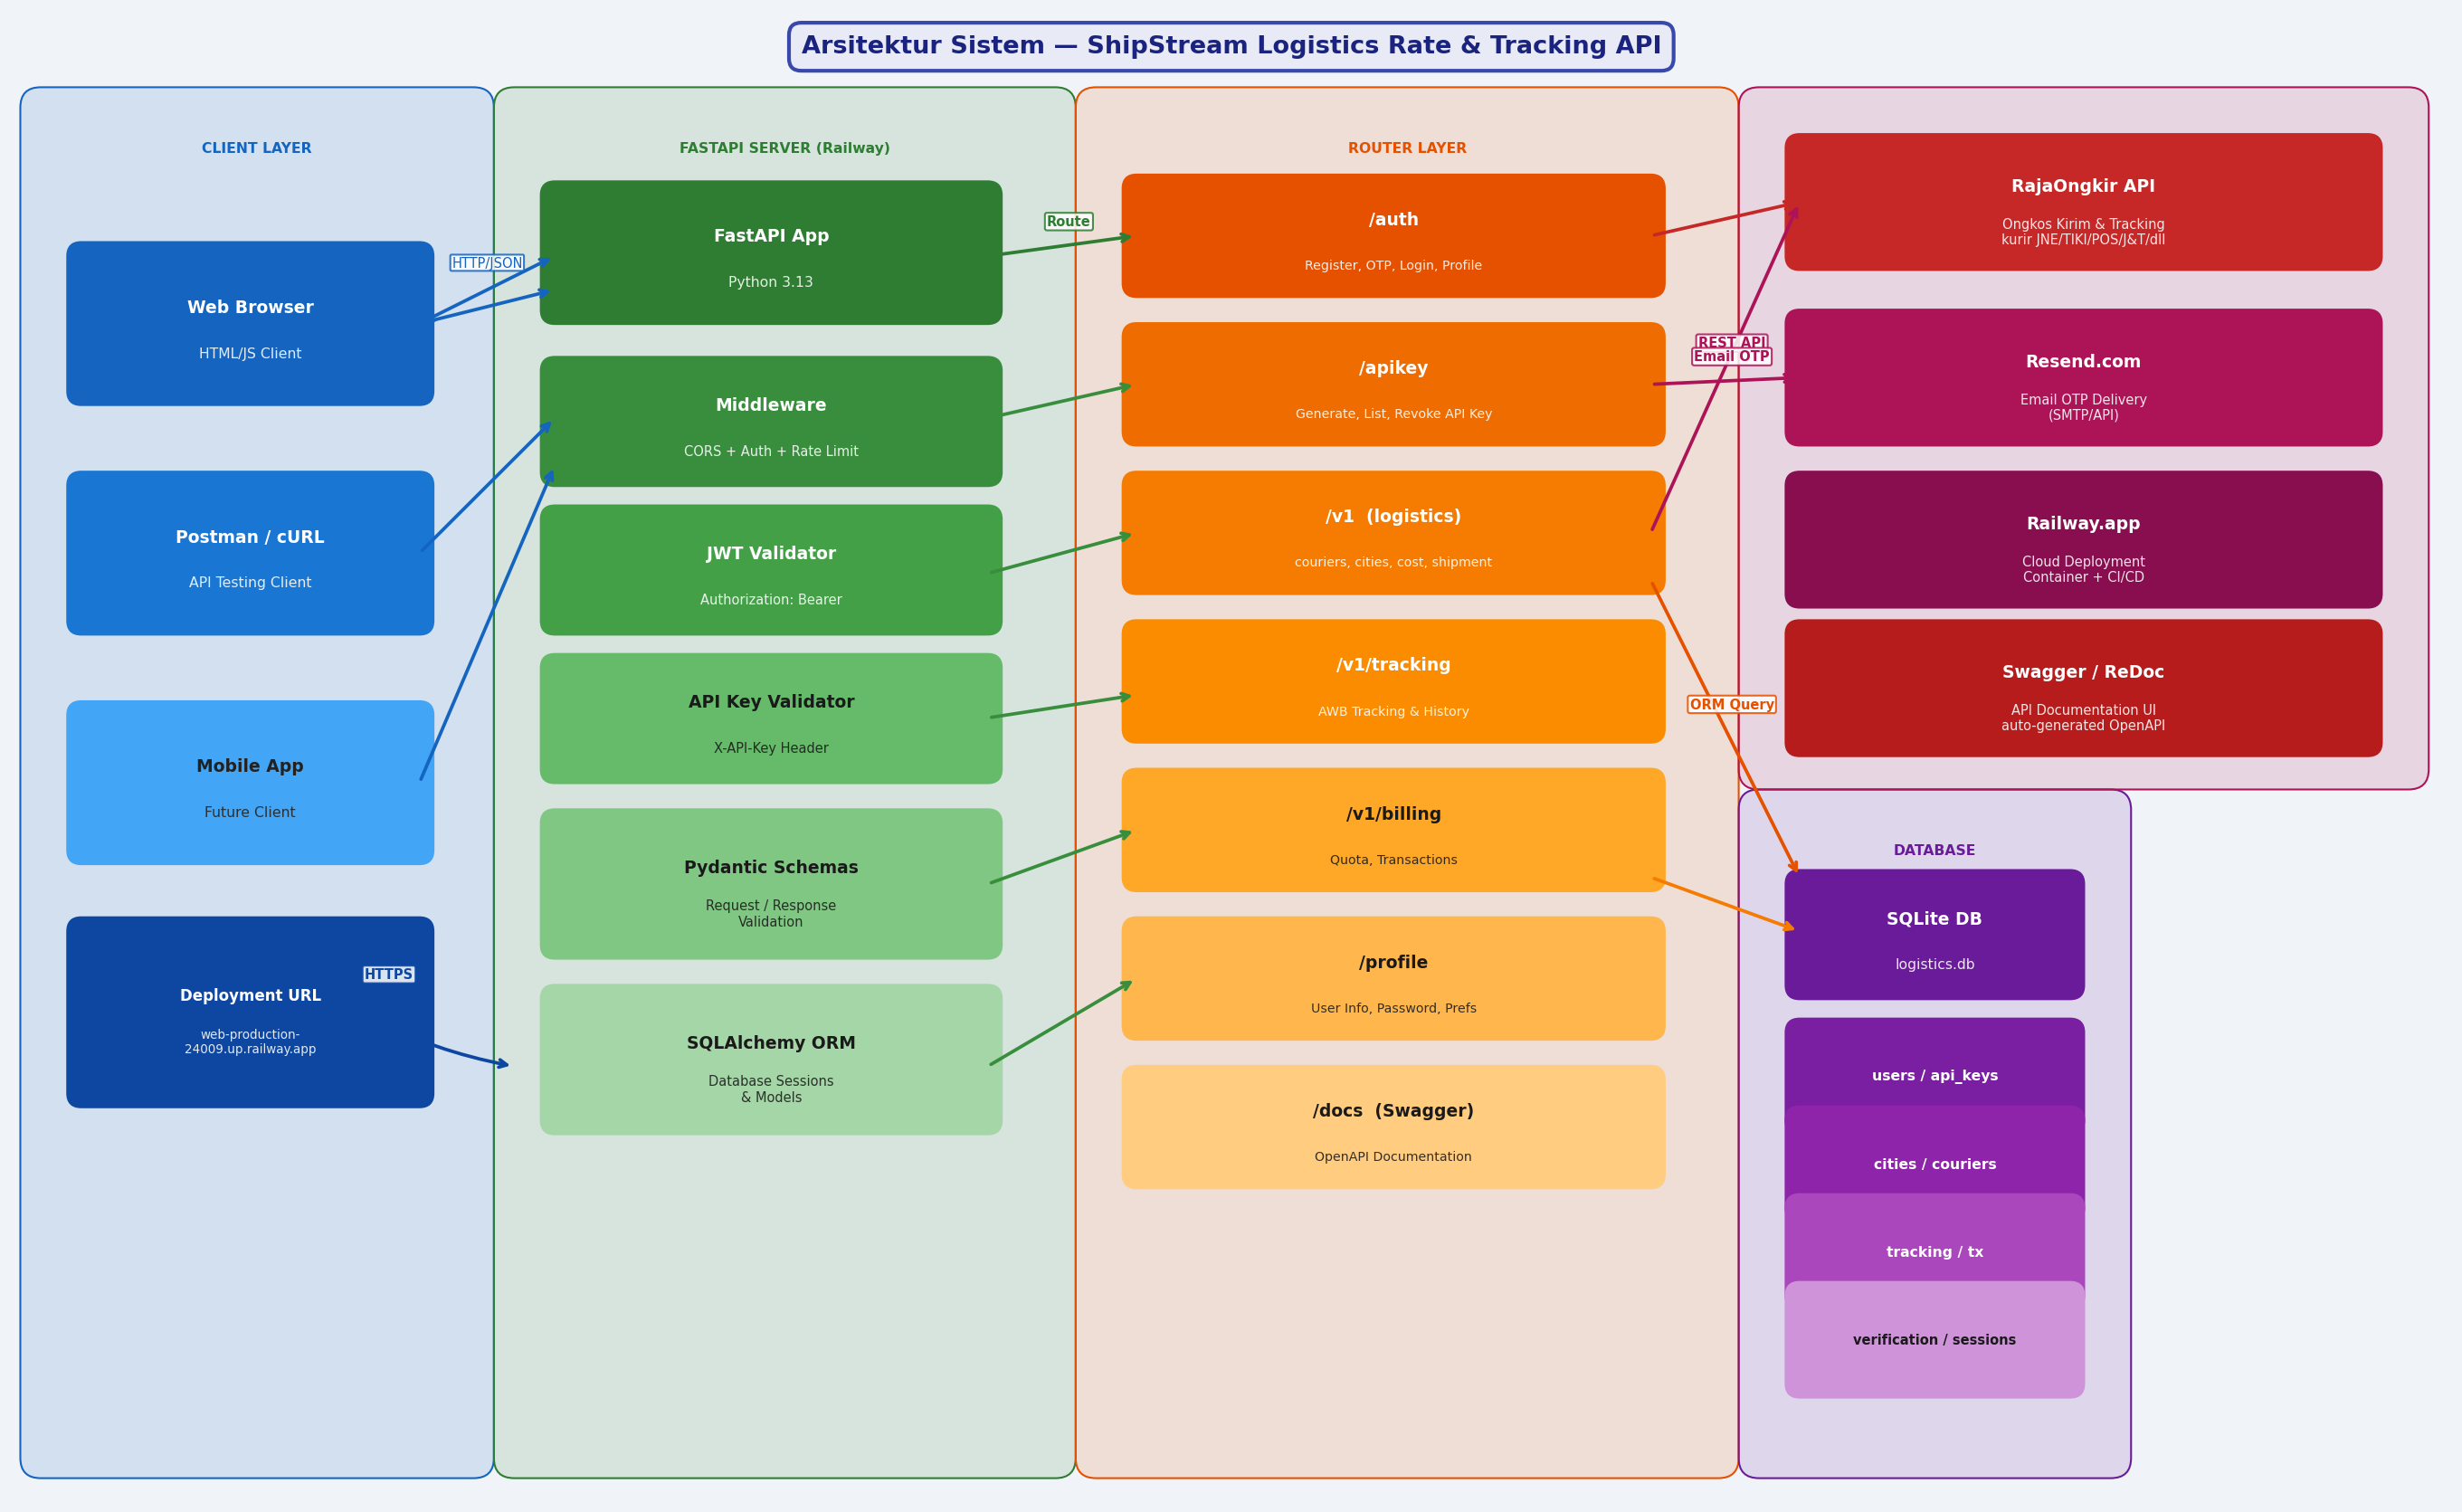 Arsitektur Sistem — ShipStream Logistics Rate & Tracking API
CLIENT LAYER
Web Browser
HTML/JS Client
Postman / cURL
API Testing Client
Mobile App
Future Client
Deployment URL
web-production-
24009.up.railway.app
HTTP/JSON
HTTPS
FASTAPI SERVER (Railway)
FastAPI App
Python 3.13
Middleware
CORS + Auth + Rate Limit
JWT Validator
Authorization: Bearer
API Key Validator
X-API-Key Header
Pydantic Schemas
Request / Response
Validation
SQLAlchemy ORM
Database Sessions
& Models
Route
ROUTER LAYER
/auth
Register, OTP, Login, Profile
/apikey
Generate, List, Revoke API Key
/v1  (logistics)
couriers, cities, cost, shipment
/v1/tracking
AWB Tracking & History
/v1/billing
Quota, Transactions
/profile
User Info, Password, Prefs
/docs  (Swagger)
OpenAPI Documentation
REST API
Email OTP
ORM Query
RajaOngkir API
Ongkos Kirim & Tracking
kurir JNE/TIKI/POS/J&T/dll
Resend.com
Email OTP Delivery
(SMTP/API)
Railway.app
Cloud Deployment
Container + CI/CD
Swagger / ReDoc
API Documentation UI
auto-generated OpenAPI
DATABASE
SQLite DB
logistics.db
users / api_keys
cities / couriers
tracking / tx
verification / sessions